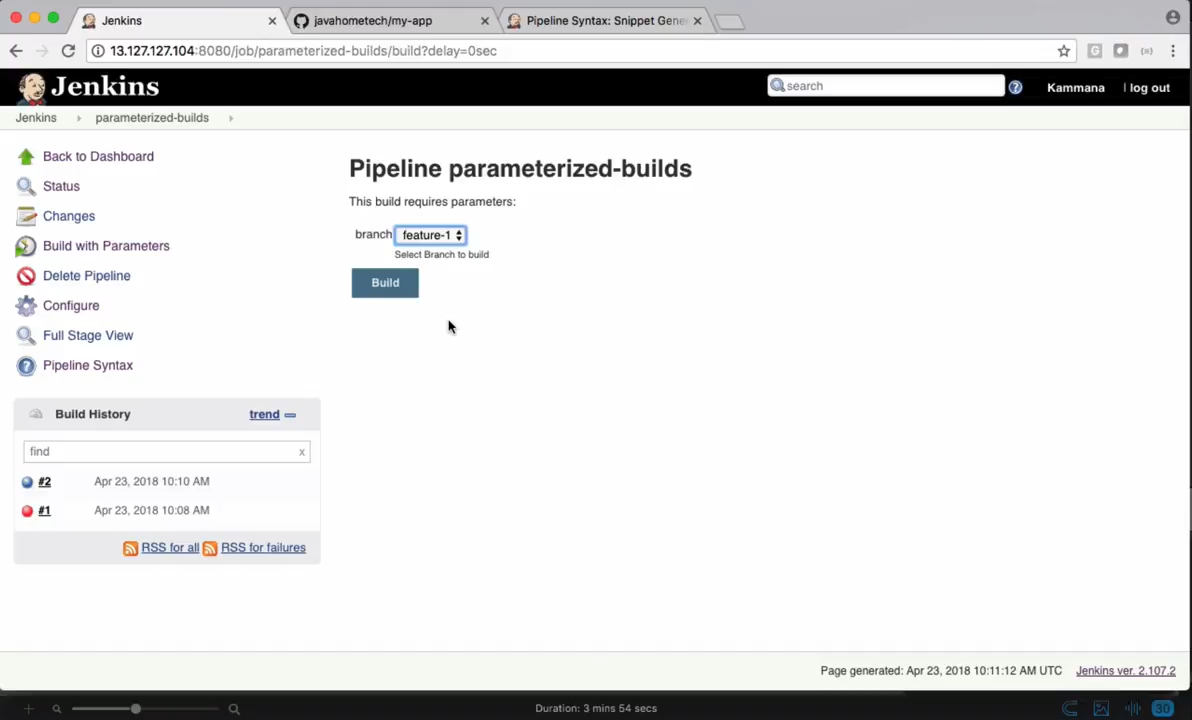 Jenkins
javahometech/my-app
Pipeline Syntax: Snippet Gene
13.127.127.104:8080/job/parameterized-builds/build?delay=0sec
Jenkins
search
Kammana
log out
Jenkins
parameterized-builds
Back to Dashboard
Status
Changes
Build with Parameters
Delete Pipeline
Configure
Full Stage View
Pipeline Syntax
Pipeline parameterized-builds
This build requires parameters:
branch feature-1
Select Branch to build
Build
Build History
trend
find x
#2 Apr 23, 2018 10:10 AM
#1 Apr 23, 2018 10:08 AM
RSS for all RSS for failures
Page generated: Apr 23, 2018 10:11:12 AM UTC Jenkins ver. 2.107.2
Duration: 3 mins 54 secs
30